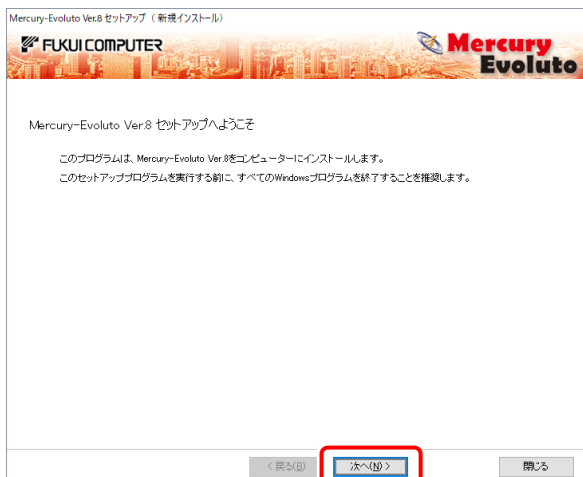 Mercury-Evoluto Ver.8 セットアップ（ 新規インストール）
FUKUI COMPUTER
Mercury
Evoluto
Mercury-Evoluto Ver.8 セットアップへようこそ
このプログラムは、Mercury-Evoluto Ver.8をコンピューターにインストールします。
このセットアッププログラムを実行する前に、すべてのWindowsプログラムを終了することを推奨します。
< 戻る(B) 次へ(N) > 閉じる